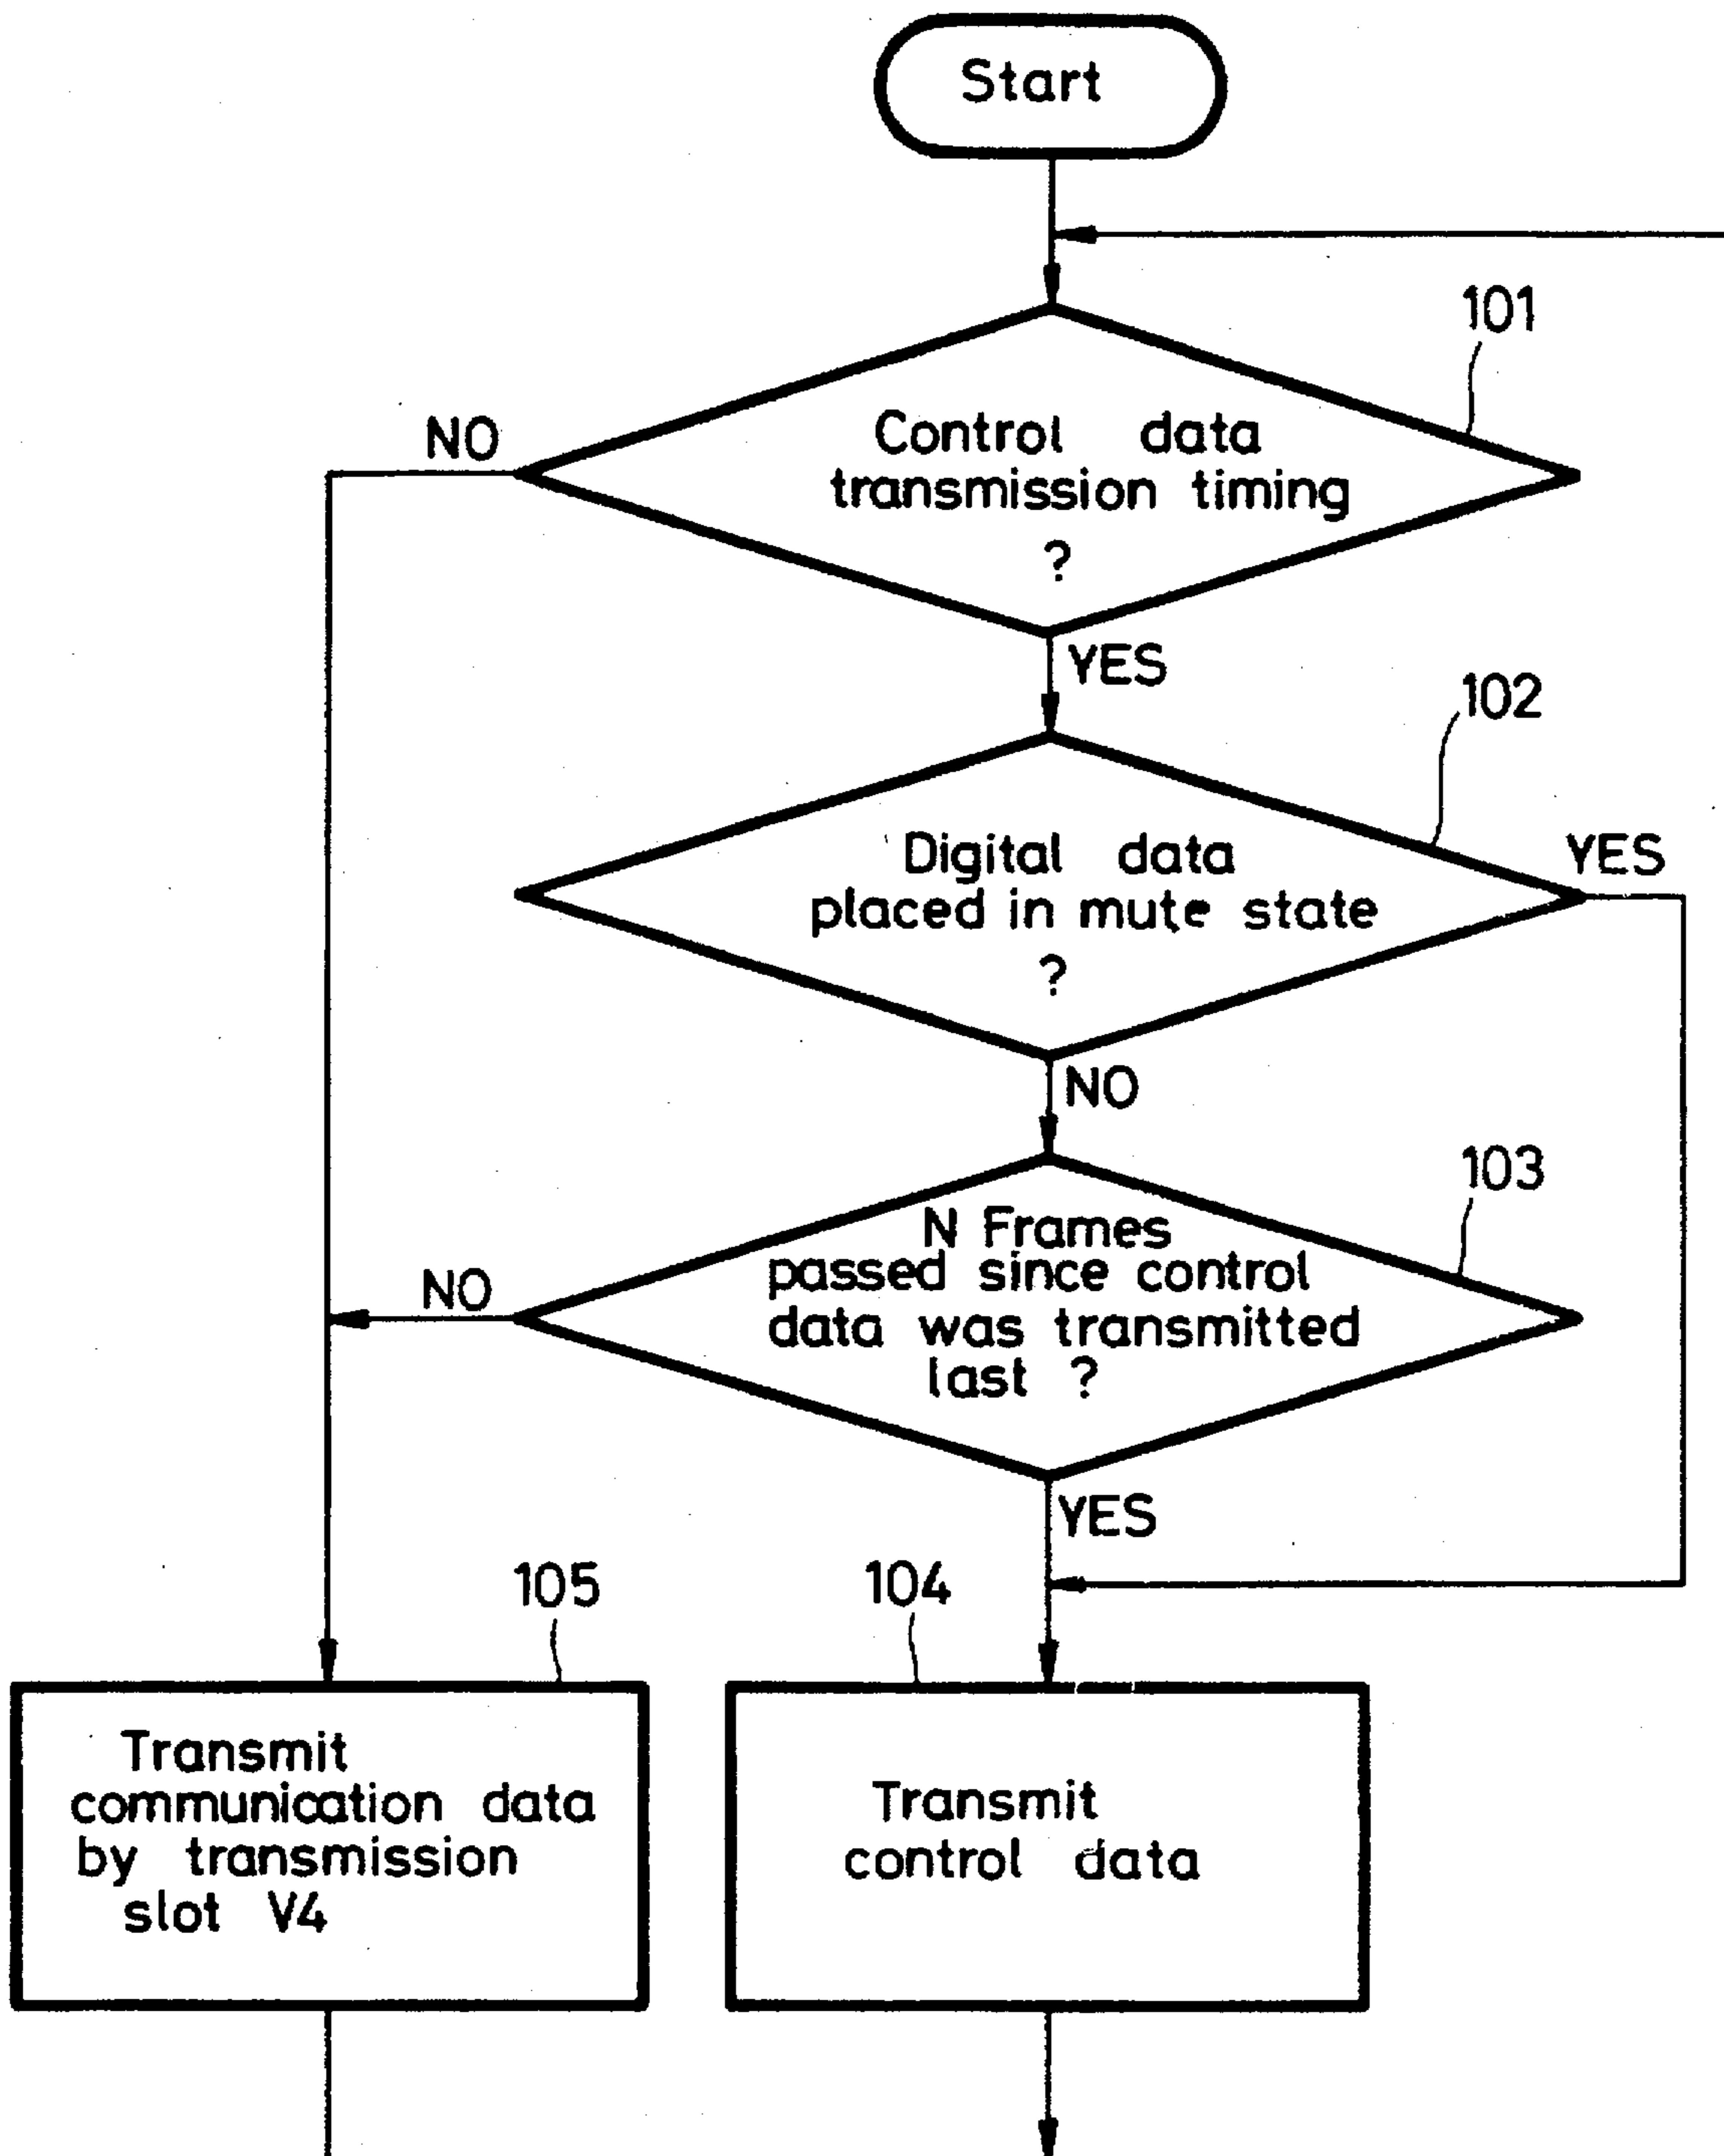 Start
101
NO
Control data
transmission timing
?
YES
102
Digital data
placed in mute state
?
YES
NO
103
N Frames
passed since control
data was transmitted
last ?
NO
YES
105
104
Transmit
communication data
by transmission
slot V4
Transmit
control data